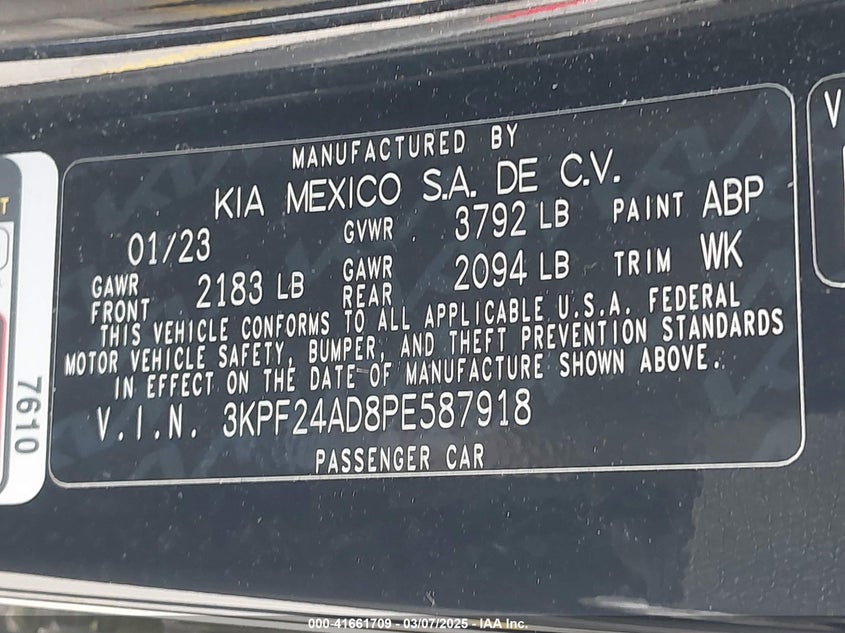 MANUFACTURED BY
KIA MEXICO S.A. DE C.V.
01/23 GVWR 3792 LB PAINT ABP
GAWR FRONT 2183 LB GAWR REAR 2094 LB TRIM WK
THIS VEHICLE CONFORMS TO ALL APPLICABLE U.S.A. FEDERAL
MOTOR VEHICLE SAFETY, BUMPER, AND THEFT PREVENTION STANDARDS
IN EFFECT ON THE DATE OF MANUFACTURE SHOWN ABOVE.
V.I.N. 3KPF24AD8PE587918
PASSENGER CAR
7610
T
V
000-41661709 - 03/07/2025 - IAA Inc.